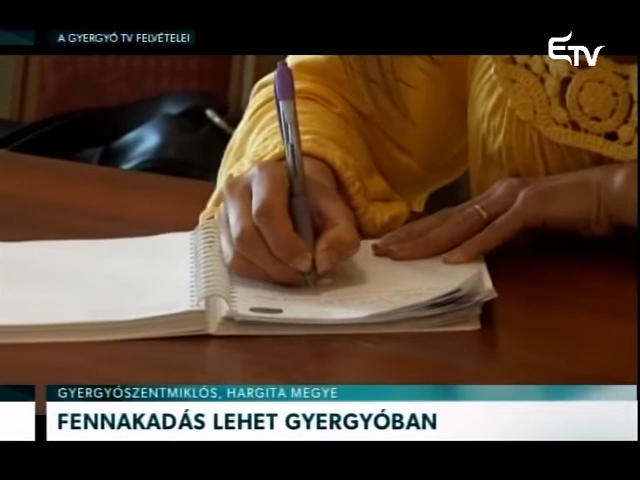 A GYERGYÓ TV FELVÉTELEI
ETV
GYERGYÓSZENTMIKLÓS, HARGITA MEGYE
FENNAKADÁS LEHET GYERGYÓBAN